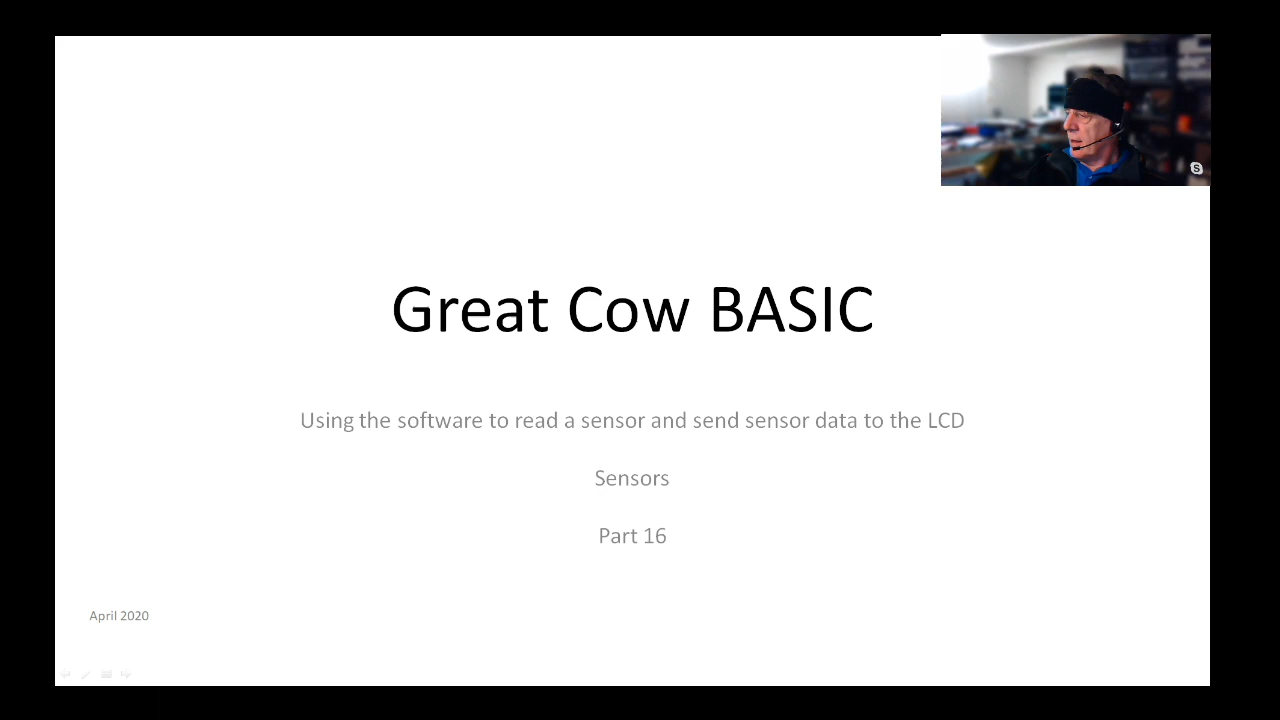 Great Cow BASIC
Using the software to read a sensor and send sensor data to the LCD
Sensors
Part 16
April 2020